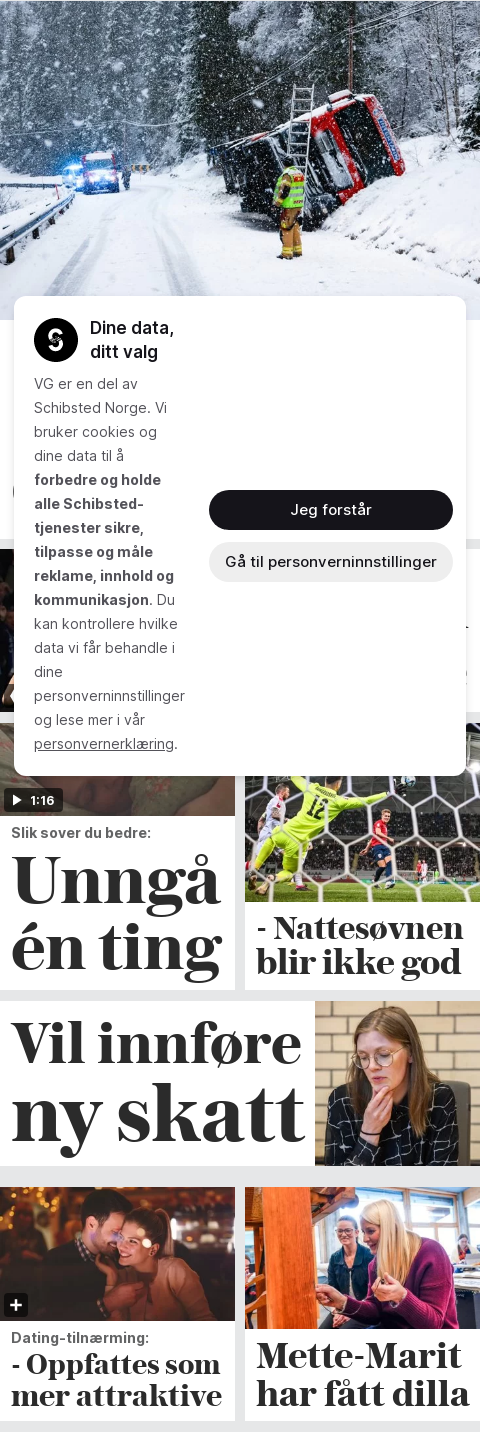 Dine data,
ditt valg
VG er en del av
Schibsted Norge. Vi
bruker cookies og
dine data til å
forbedre og holde
alle Schibsted-
tjenester sikre,
tilpasse og måle
reklame, innhold og
kommunikasjon. Du
kan kontrollere hvilke
data vi får behandle i
dine
personverninnstillinger
og lese mer i vår
personvernerklæring.
Jeg forstår
Gå til personverninnstillinger
1:16
Slik sover du bedre:
Unngå
én ting
12
- Nattesøvnen
blir ikke god
Vil innføre
ny skatt
Dating-tilnærming:
- Oppfattes som
mer attraktive
Mette-Marit
har fått dilla